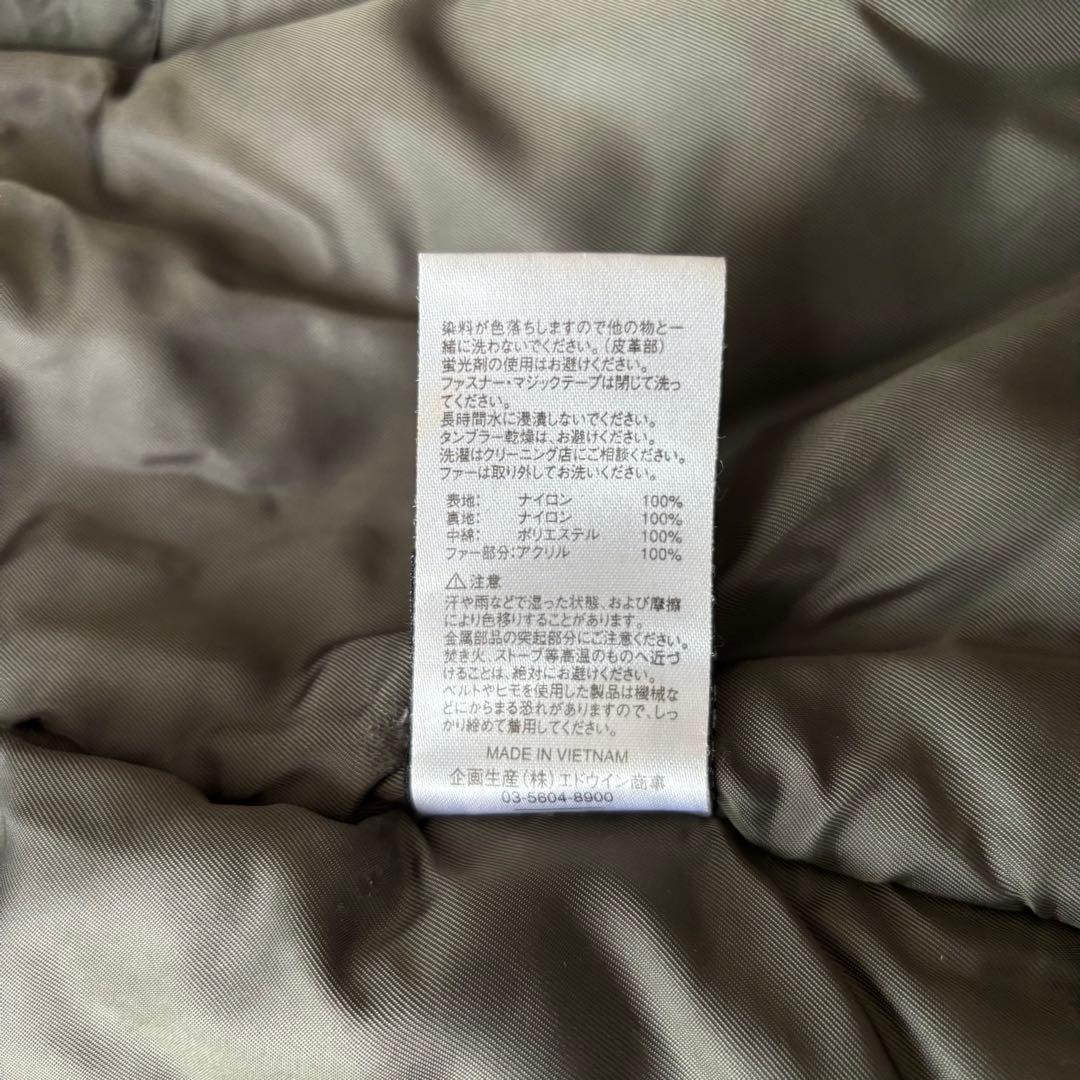 染料が色落ちしますので他の物と一
緒に洗わないでください。(皮革部)
蛍光剤の使用はお避けください。
ファスナー・マジックテープは閉じて洗っ
てください。
長時間水に浸漬しないでください。
タンブラー乾燥は、お避けください。
洗濯はクリーニング店にご相談ください。
ファーは取り外してお洗いください。
表地: ナイロン 100%
裏地: ナイロン 100%
中綿: ポリエステル 100%
ファー部分:アクリル 100%
⚠注意
汗や雨などで湿った状態、および摩擦
により色移りすることがあります。
金属部品の突起部分にご注意ください。
焚き火、ストーブ等高温のものへ近づ
けることは、絶対にお避けください。
ベルトやヒモを使用した製品は機械な
どにからまる恐れがありますので、しっ
かり締めて着用してください。
MADE IN VIETNAM
企画生産(株)エドウイン商事
03-5604-8900